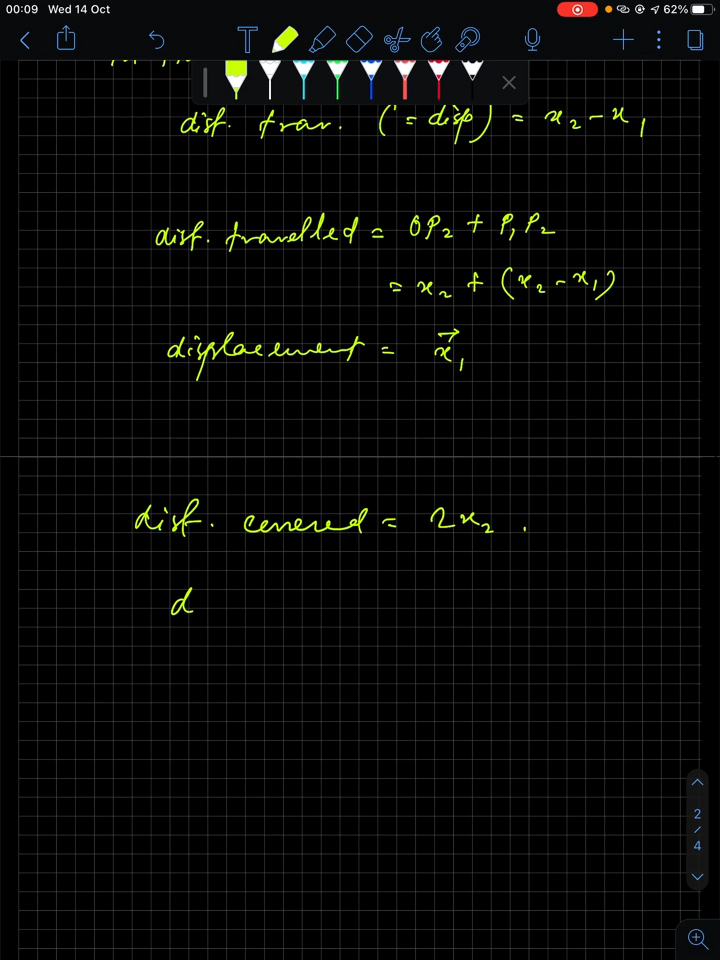 00:09 Wed 14 Oct 62%
T
dist. trav. (= disp) = x₂ - x₁
dist. travelled = OP₂ + P₁P₂
= x₂ + (x₂ - x₁)
displacement = x⃗₁
dist. covered = 2x₂.
d
2
/
4